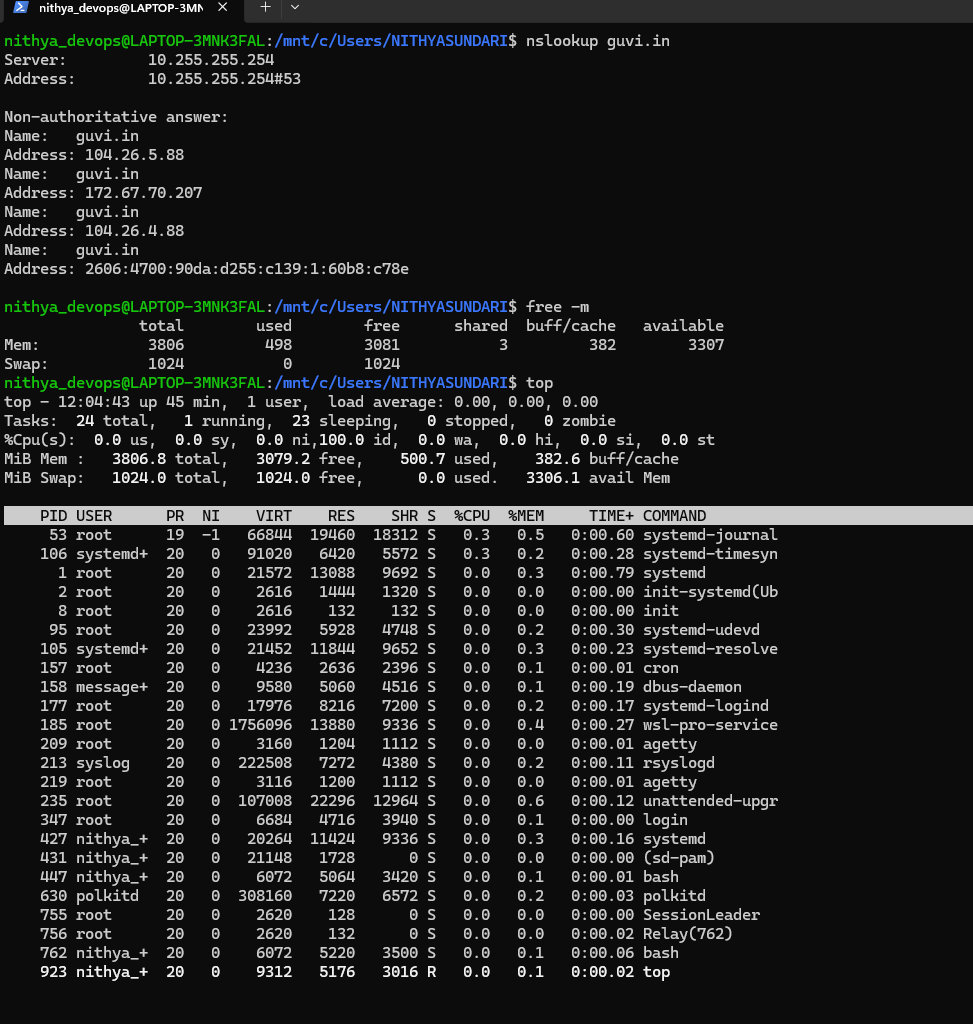 nithya_devops@LAPTOP-3MN
nithya_devops@LAPTOP-3MNK3FAL:/mnt/c/Users/NITHYASUNDARI$ nslookup guvi.in
Server:         10.255.255.254
Address:        10.255.255.254#53
Non-authoritative answer:
Name:   guvi.in
Address: 104.26.5.88
Name:   guvi.in
Address: 172.67.70.207
Name:   guvi.in
Address: 104.26.4.88
Name:   guvi.in
Address: 2606:4700:90da:d255:c139:1:60b8:c78e
nithya_devops@LAPTOP-3MNK3FAL:/mnt/c/Users/NITHYASUNDARI$ free -m
               total        used        free      shared  buff/cache   available
Mem:            3806         498        3081           3         382        3307
Swap:           1024           0        1024
nithya_devops@LAPTOP-3MNK3FAL:/mnt/c/Users/NITHYASUNDARI$ top
top - 12:04:43 up 45 min,  1 user,  load average: 0.00, 0.00, 0.00
Tasks:  24 total,   1 running,  23 sleeping,   0 stopped,   0 zombie
%Cpu(s):  0.0 us,  0.0 sy,  0.0 ni,100.0 id,  0.0 wa,  0.0 hi,  0.0 si,  0.0 st
MiB Mem :   3806.8 total,   3079.2 free,    500.7 used,    382.6 buff/cache
MiB Swap:   1024.0 total,   1024.0 free,      0.0 used.   3306.1 avail Mem
    PID USER      PR  NI    VIRT    RES    SHR S  %CPU  %MEM     TIME+ COMMAND
     53 root      19  -1   66844  19460  18312 S   0.3   0.5   0:00.60 systemd-journal
    106 systemd+  20   0   91020   6420   5572 S   0.3   0.2   0:00.28 systemd-timesyn
      1 root      20   0   21572  13088   9692 S   0.0   0.3   0:00.79 systemd
      2 root      20   0    2616   1444   1320 S   0.0   0.0   0:00.00 init-systemd(Ub
      8 root      20   0    2616    132    132 S   0.0   0.0   0:00.00 init
     95 root      20   0   23992   5928   4748 S   0.0   0.2   0:00.30 systemd-udevd
    105 systemd+  20   0   21452  11844   9652 S   0.0   0.3   0:00.23 systemd-resolve
    157 root      20   0    4236   2636   2396 S   0.0   0.1   0:00.01 cron
    158 message+  20   0    9580   5060   4516 S   0.0   0.1   0:00.19 dbus-daemon
    177 root      20   0   17976   8216   7200 S   0.0   0.2   0:00.17 systemd-logind
    185 root      20   0 1756096  13880   9336 S   0.0   0.4   0:00.27 wsl-pro-service
    209 root      20   0    3160   1204   1112 S   0.0   0.0   0:00.01 agetty
    213 syslog    20   0  222508   7272   4380 S   0.0   0.2   0:00.11 rsyslogd
    219 root      20   0    3116   1200   1112 S   0.0   0.0   0:00.01 agetty
    235 root      20   0  107008  22296  12964 S   0.0   0.6   0:00.12 unattended-upgr
    347 root      20   0    6684   4716   3940 S   0.0   0.1   0:00.00 login
    427 nithya_+  20   0   20264  11424   9336 S   0.0   0.3   0:00.16 systemd
    431 nithya_+  20   0   21148   1728      0 S   0.0   0.0   0:00.00 (sd-pam)
    447 nithya_+  20   0    6072   5064   3420 S   0.0   0.1   0:00.01 bash
    630 polkitd   20   0  308160   7220   6572 S   0.0   0.2   0:00.03 polkitd
    755 root      20   0    2620    128      0 S   0.0   0.0   0:00.00 SessionLeader
    756 root      20   0    2620    132      0 S   0.0   0.0   0:00.02 Relay(762)
    762 nithya_+  20   0    6072   5220   3500 S   0.0   0.1   0:00.06 bash
    923 nithya_+  20   0    9312   5176   3016 R   0.0   0.1   0:00.02 top